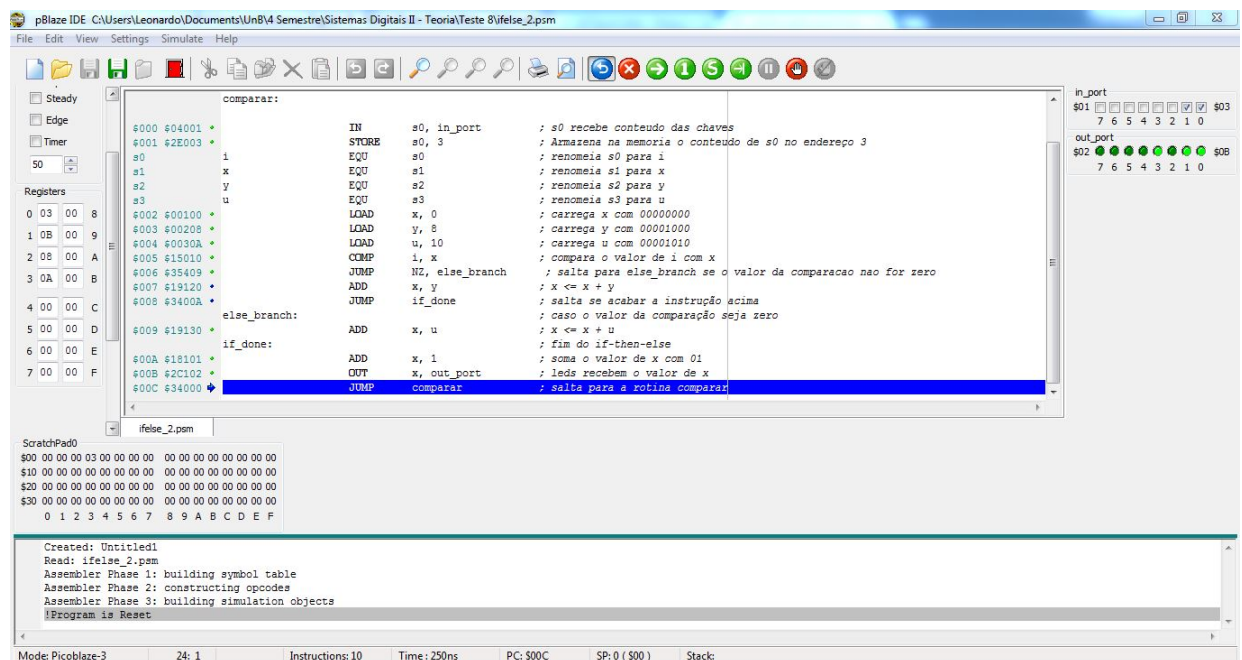 pBlaze IDE C:\Users\Leonardo\Documents\UnB\4 Semestre\Sistemas Digitais II - Teoria\Teste 8\ifelse_2.psm
File Edit View Settings Simulate Help
Steady
Edge
Timer
50
Registers
0 03 00 8
1 0B 00 9
2 08 00 A
3 0A 00 B
4 00 00 C
5 00 00 D
6 00 00 E
7 00 00 F
comparar:
$000 $04001 IN s0, in_port ; s0 recebe conteudo das chaves
$001 $2E003 STORE s0, 3 ; Armazena na memoria o conteudo de s0 no endereço 3
s0 i EQU s0 ; renomeia s0 para i
s1 x EQU s1 ; renomeia s1 para x
s2 y EQU s2 ; renomeia s2 para y
s3 u EQU s3 ; renomeia s3 para u
$002 $00100 LOAD x, 0 ; carrega x com 00000000
$003 $00208 LOAD y, 8 ; carrega y com 00001000
$004 $0030A LOAD u, 10 ; carrega u com 00001010
$005 $15010 COMP i, x ; compara o valor de i com x
$006 $35409 JUMP NZ, else_branch ; salta para else_branch se o valor da comparacao nao for zero
$007 $19120 ADD x, y ; x <= x + y
$008 $3400A JUMP if_done ; salta se acabar a instrução acima
else_branch: ; caso o valor da comparação seja zero
$009 $19130 ADD x, u ; x <= x + u
if_done: ; fim do if-then-else
$00A $18101 ADD x, 1 ; soma o valor de x com 01
$00B $2C102 OUT x, out_port ; leds recebem o valor de x
$00C $34000 JUMP comparar ; salta para a rotina comparar
ifelse_2.psm
in_port
$01 $03
7 6 5 4 3 2 1 0
out_port
$02 $0B
7 6 5 4 3 2 1 0
ScratchPad0
$00 00 00 00 03 00 00 00 00 00 00 00 00 00 00 00 00
$10 00 00 00 00 00 00 00 00 00 00 00 00 00 00 00 00
$20 00 00 00 00 00 00 00 00 00 00 00 00 00 00 00 00
$30 00 00 00 00 00 00 00 00 00 00 00 00 00 00 00 00
0 1 2 3 4 5 6 7 8 9 A B C D E F
Created: Untitled1
Read: ifelse_2.psm
Assembler Phase 1: building symbol table
Assembler Phase 2: constructing opcodes
Assembler Phase 3: building simulation objects
!Program is Reset
Mode: Picoblaze-3 24: 1 Instructions: 10 Time : 250ns PC: $00C SP: 0 ( $00 ) Stack: